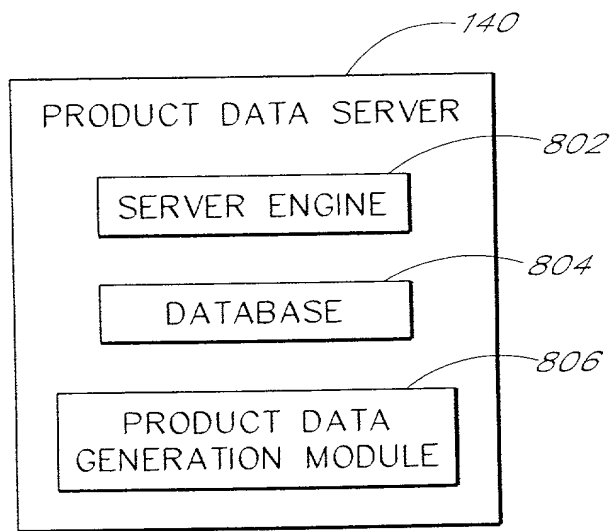 140
PRODUCT DATA SERVER
802
SERVER ENGINE
804
DATABASE
806
PRODUCT DATA
GENERATION MODULE